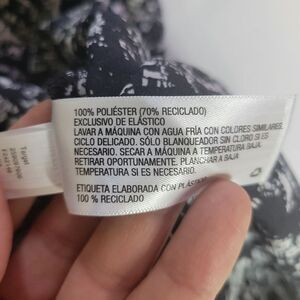 100% POLIÉSTER (70% RECICLADO)
EXCLUSIVO DE ELÁSTICO
LAVAR A MÁQUINA CON AGUA FRÍA CON COLORES SIMILARES.
CICLO DELICADO. SÓLO BLANQUEADOR SIN CLORO SI ES
NECESARIO. SECAR A MÁQUINA A TEMPERATURA BAJA.
RETIRAR OPORTUNAMENTE. PLANCHAR A BAJA
TEMPERATURA SI ES NECESARIO.
ETIQUETA ELABORADA CON PLÁSTICO
100 % RECICLADO
Target